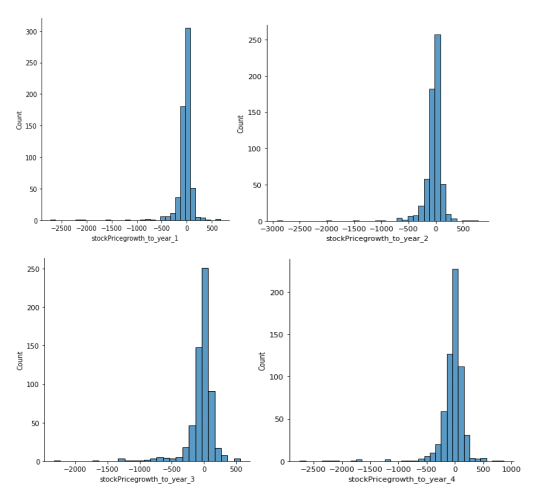 300
250
200
150
100
50
0
Count
−2500 −2000 −1500 −1000 −500 0 500
stockPricegrowth_to_year_1
250
200
150
100
50
0
Count
−3000 −2500 −2000 −1500 −1000 −500 0 500
stockPricegrowth_to_year_2
250
200
150
100
50
0
Count
−2000 −1500 −1000 −500 0 500
stockPricegrowth_to_year_3
200
150
100
50
0
Count
−2500 −2000 −1500 −1000 −500 0 500 1000
stockPricegrowth_to_year_4